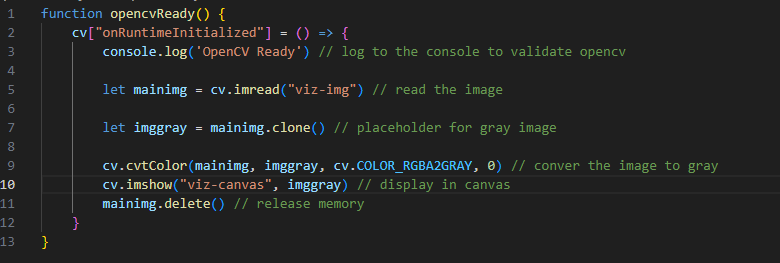 1 function opencvReady() {
2 cv["onRuntimeInitialized"] = () => {
3 console.log('OpenCV Ready') // log to the console to validate opencv
4
5 let mainimg = cv.imread("viz-img") // read the image
6
7 let imggray = mainimg.clone() // placeholder for gray image
8
9 cv.cvtColor(mainimg, imggray, cv.COLOR_RGBA2GRAY, 0) // conver the image to gray
10 cv.imshow("viz-canvas", imggray) // display in canvas
11 mainimg.delete() // release memory
12 }
13 }